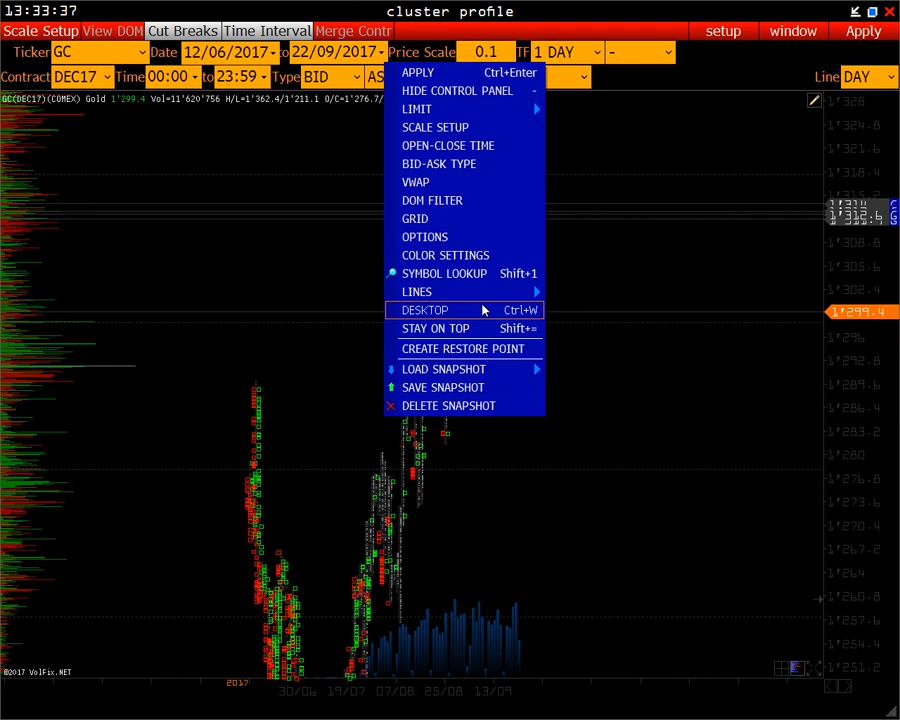 13:33:37 cluster profile
Scale Setup View DOM Cut Breaks Time Interval Merge Contr setup window Apply
Ticker GC Date 12/06/2017 to 22/09/2017 Price Scale 0.1 TF 1 DAY -
Contract DEC17 Time 00:00 - 23:59 Type BID AS Line DAY
GC(DEC17)(COMEX) Gold 1'299.4 Vol=11'620'756 H/L=1'362.4/1'211.1 O/C=1'276.7/
APPLY Ctrl+Enter
HIDE CONTROL PANEL -
LIMIT
SCALE SETUP
OPEN-CLOSE TIME
BID-ASK TYPE
VWAP
DOM FILTER
GRID
OPTIONS
COLOR SETTINGS
SYMBOL LOOKUP Shift+1
LINES
DESKTOP Ctrl+W
STAY ON TOP Shift+=
CREATE RESTORE POINT
LOAD SNAPSHOT
SAVE SNAPSHOT
DELETE SNAPSHOT
1'328
1'324.8
1'321.6
1'318.4
1'315.2
1'312.6 G
1'308.8
1'305.6
1'302.4
1'299.4
1'296
1'292.8
1'289.6
1'286.4
1'283.2
1'280
1'276.8
1'273.6
1'270.4
1'267.2
1'264
1'260.8
1'257.6
1'254.4
1'251.2
©2017 VolFix.NET
2017 30/06 19/07 07/08 25/08 13/09